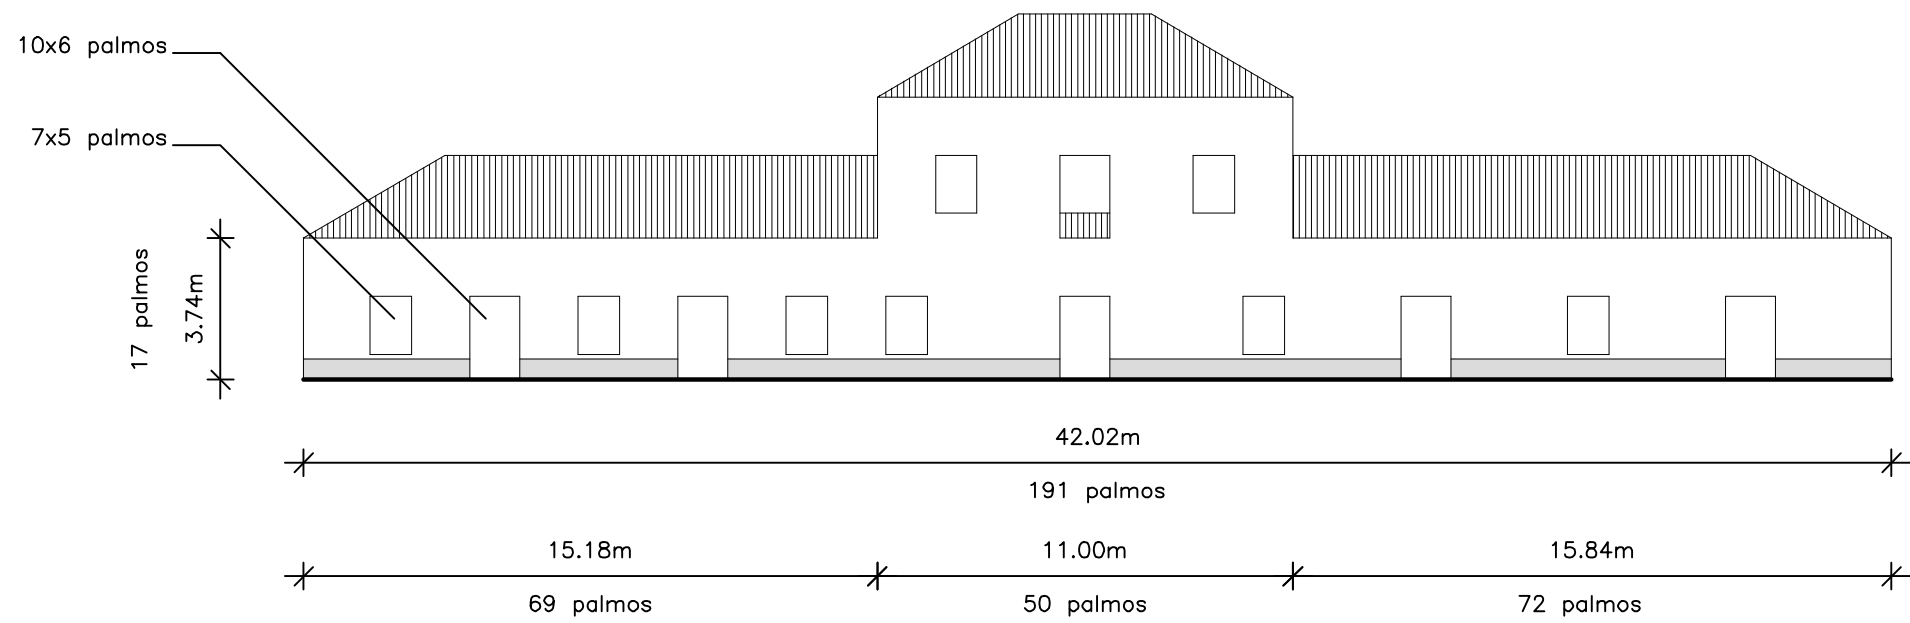 10x6 palmos
7x5 palmos
17 palmos
3.74m
42.02m
191 palmos
15.18m
11.00m
15.84m
69 palmos
50 palmos
72 palmos